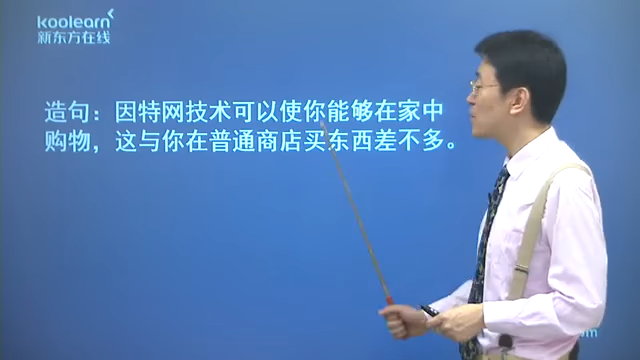 koolearn
新东方在线
造句：因特网技术可以使你能够在家中
购物，这与你在普通商店买东西差不多。